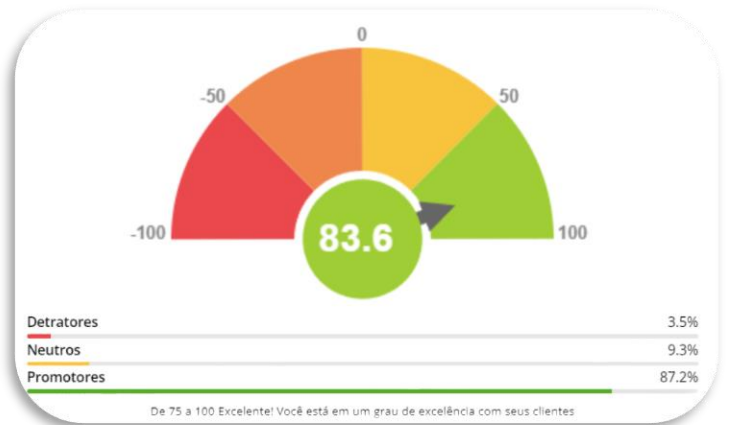 0
-50
50
-100
83.6
100
Detratores 3.5%
Neutros 9.3%
Promotores 87.2%
De 75 a 100 Excelente! Você está em um grau de excelência com seus clientes